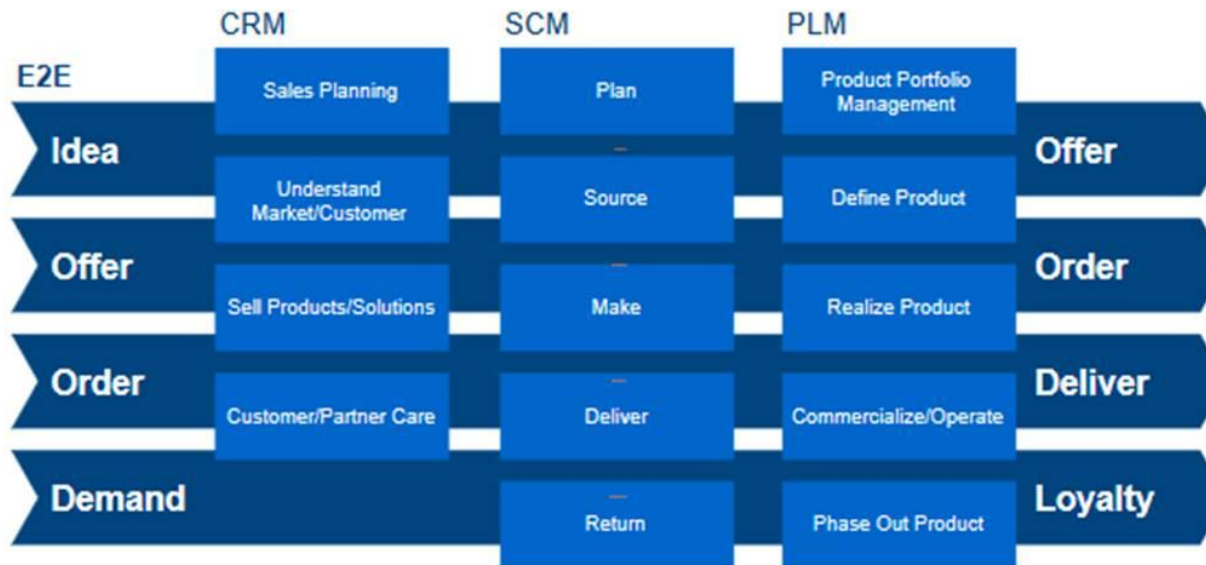 CRM
SCM
PLM
E2E
Sales Planning
Plan
Product Portfolio
Management
Idea
Offer
Understand
Market/Customer
Source
Define Product
Offer
Order
Sell Products/Solutions
Make
Realize Product
Order
Deliver
Customer/Partner Care
Deliver
Commercialize/Operate
Demand
Loyalty
Return
Phase Out Product